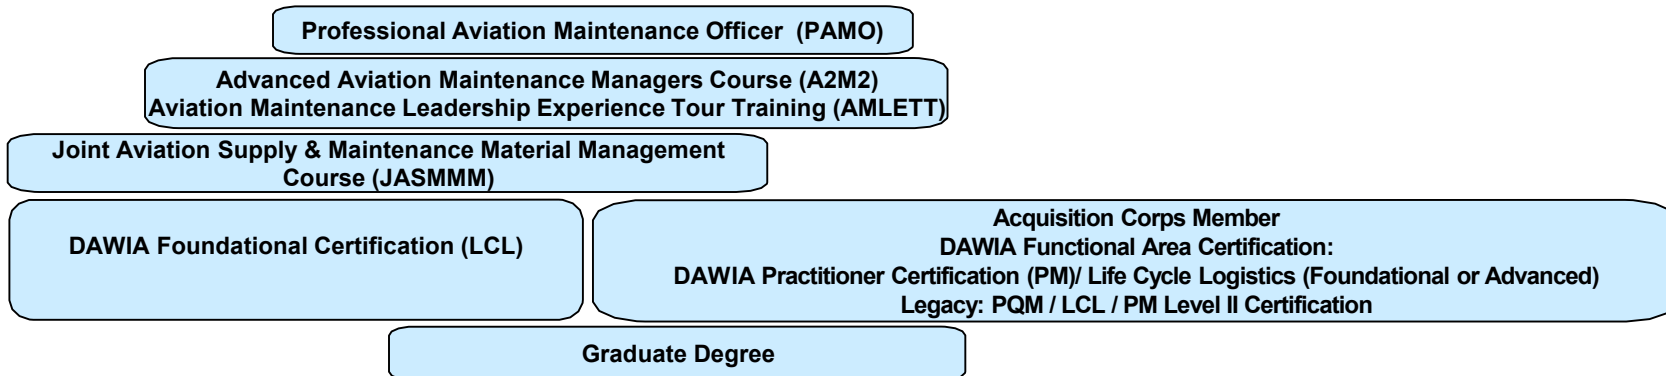 Professional Aviation Maintenance Officer (PAMO)
Advanced Aviation Maintenance Managers Course (A2M2)
Aviation Maintenance Leadership Experience Tour Training (AMLETT)
Joint Aviation Supply & Maintenance Material Management
Course (JASMMM)
DAWIA Foundational Certification (LCL)
Acquisition Corps Member
DAWIA Functional Area Certification:
DAWIA Practitioner Certification (PM)/ Life Cycle Logistics (Foundational or Advanced)
Legacy: PQM / LCL / PM Level II Certification
Graduate Degree